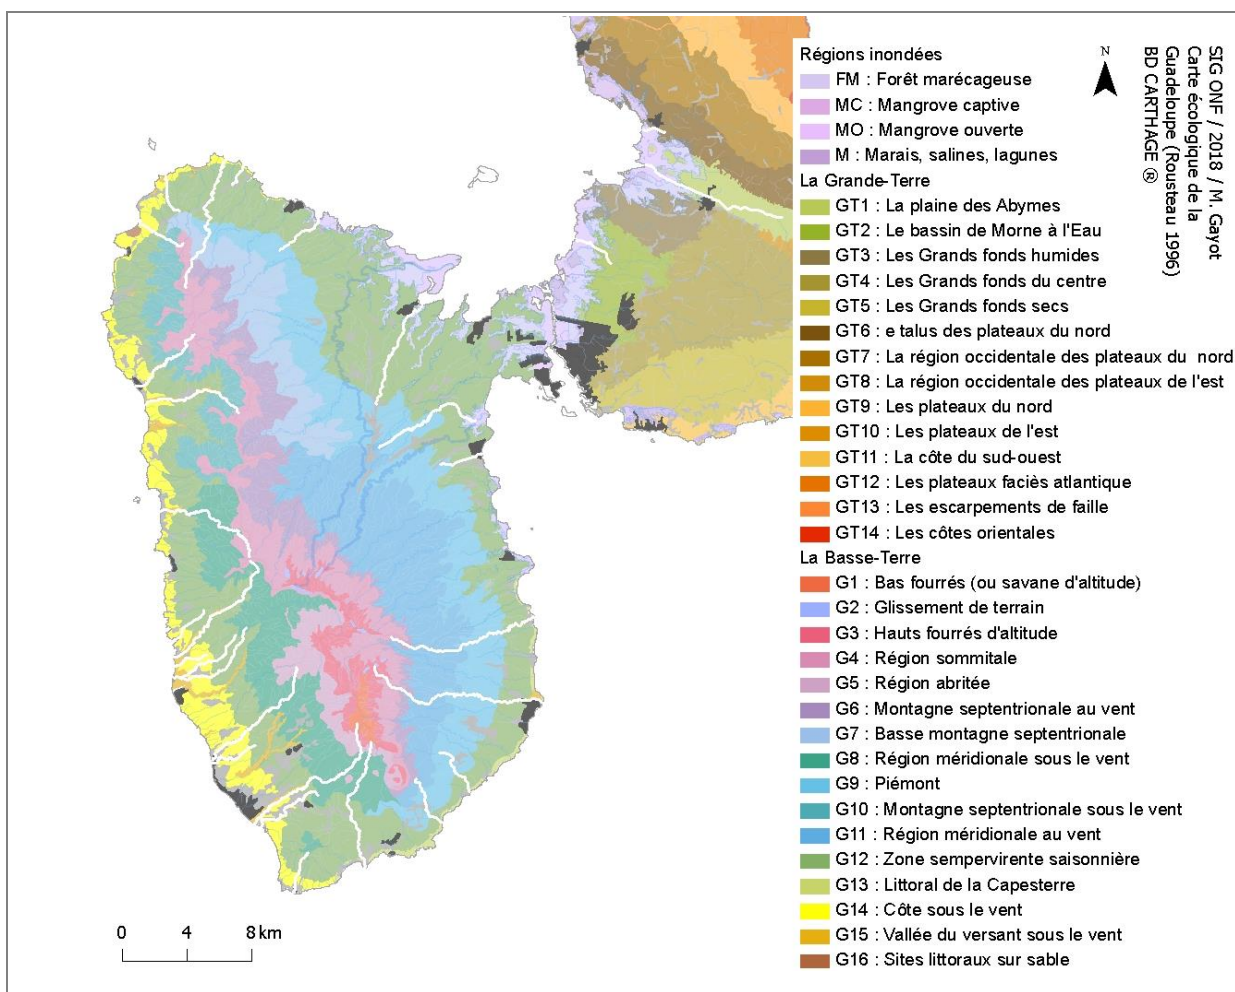 Régions inondées
FM : Forêt marécageuse
MC : Mangrove captive
MO : Mangrove ouverte
M : Marais, salines, lagunes
La Grande-Terre
GT1 : La plaine des Abymes
GT2 : Le bassin de Morne à l'Eau
GT3 : Les Grands fonds humides
GT4 : Les Grands fonds du centre
GT5 : Les Grands fonds secs
GT6 : e talus des plateaux du nord
GT7 : La région occidentale des plateaux du nord
GT8 : La région occidentale des plateaux de l'est
GT9 : Les plateaux du nord
GT10 : Les plateaux de l'est
GT11 : La côte du sud-ouest
GT12 : Les plateaux faciès atlantique
GT13 : Les escarpements de faille
GT14 : Les côtes orientales
La Basse-Terre
G1 : Bas fourrés (ou savane d'altitude)
G2 : Glissement de terrain
G3 : Hauts fourrés d'altitude
G4 : Région sommitale
G5 : Région abritée
G6 : Montagne septentrionale au vent
G7 : Basse montagne septentrionale
G8 : Région méridionale sous le vent
G9 : Piémont
G10 : Montagne septentrionale sous le vent
G11 : Région méridionale au vent
G12 : Zone sempervirente saisonnière
G13 : Littoral de la Capesterre
G14 : Côte sous le vent
G15 : Vallée du versant sous le vent
G16 : Sites littoraux sur sable
N
SIG ONF / 2018 / M. Gayot
Carte écologique de la
Guadeloupe (Rousteau 1996)
BD CARTHAGE ®
0 4 8 km